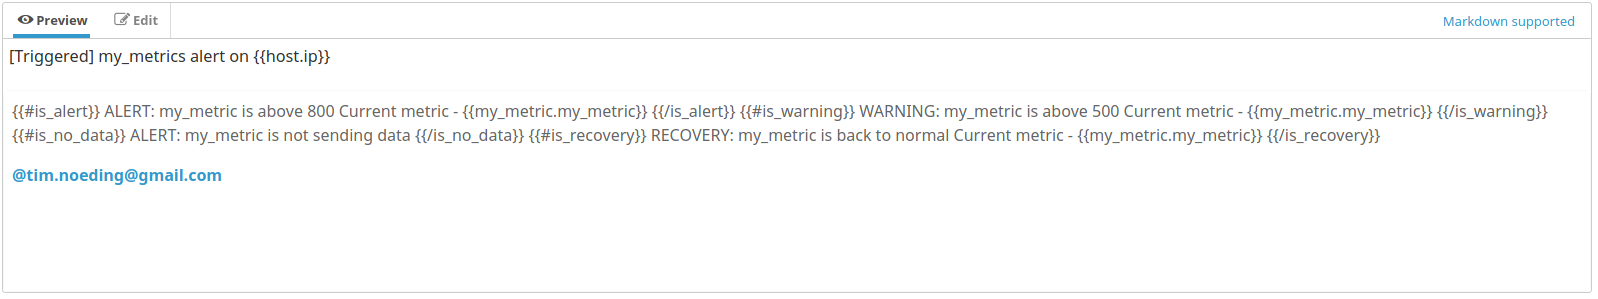 Preview Edit Markdown supported
[Triggered] my_metrics alert on {{host.ip}}
{{#is_alert}} ALERT: my_metric is above 800 Current metric - {{my_metric.my_metric}} {{/is_alert}} {{#is_warning}} WARNING: my_metric is above 500 Current metric - {{my_metric.my_metric}} {{/is_warning}}
{{#is_no_data}} ALERT: my_metric is not sending data {{/is_no_data}} {{#is_recovery}} RECOVERY: my_metric is back to normal Current metric - {{my_metric.my_metric}} {{/is_recovery}}
@tim.noeding@gmail.com